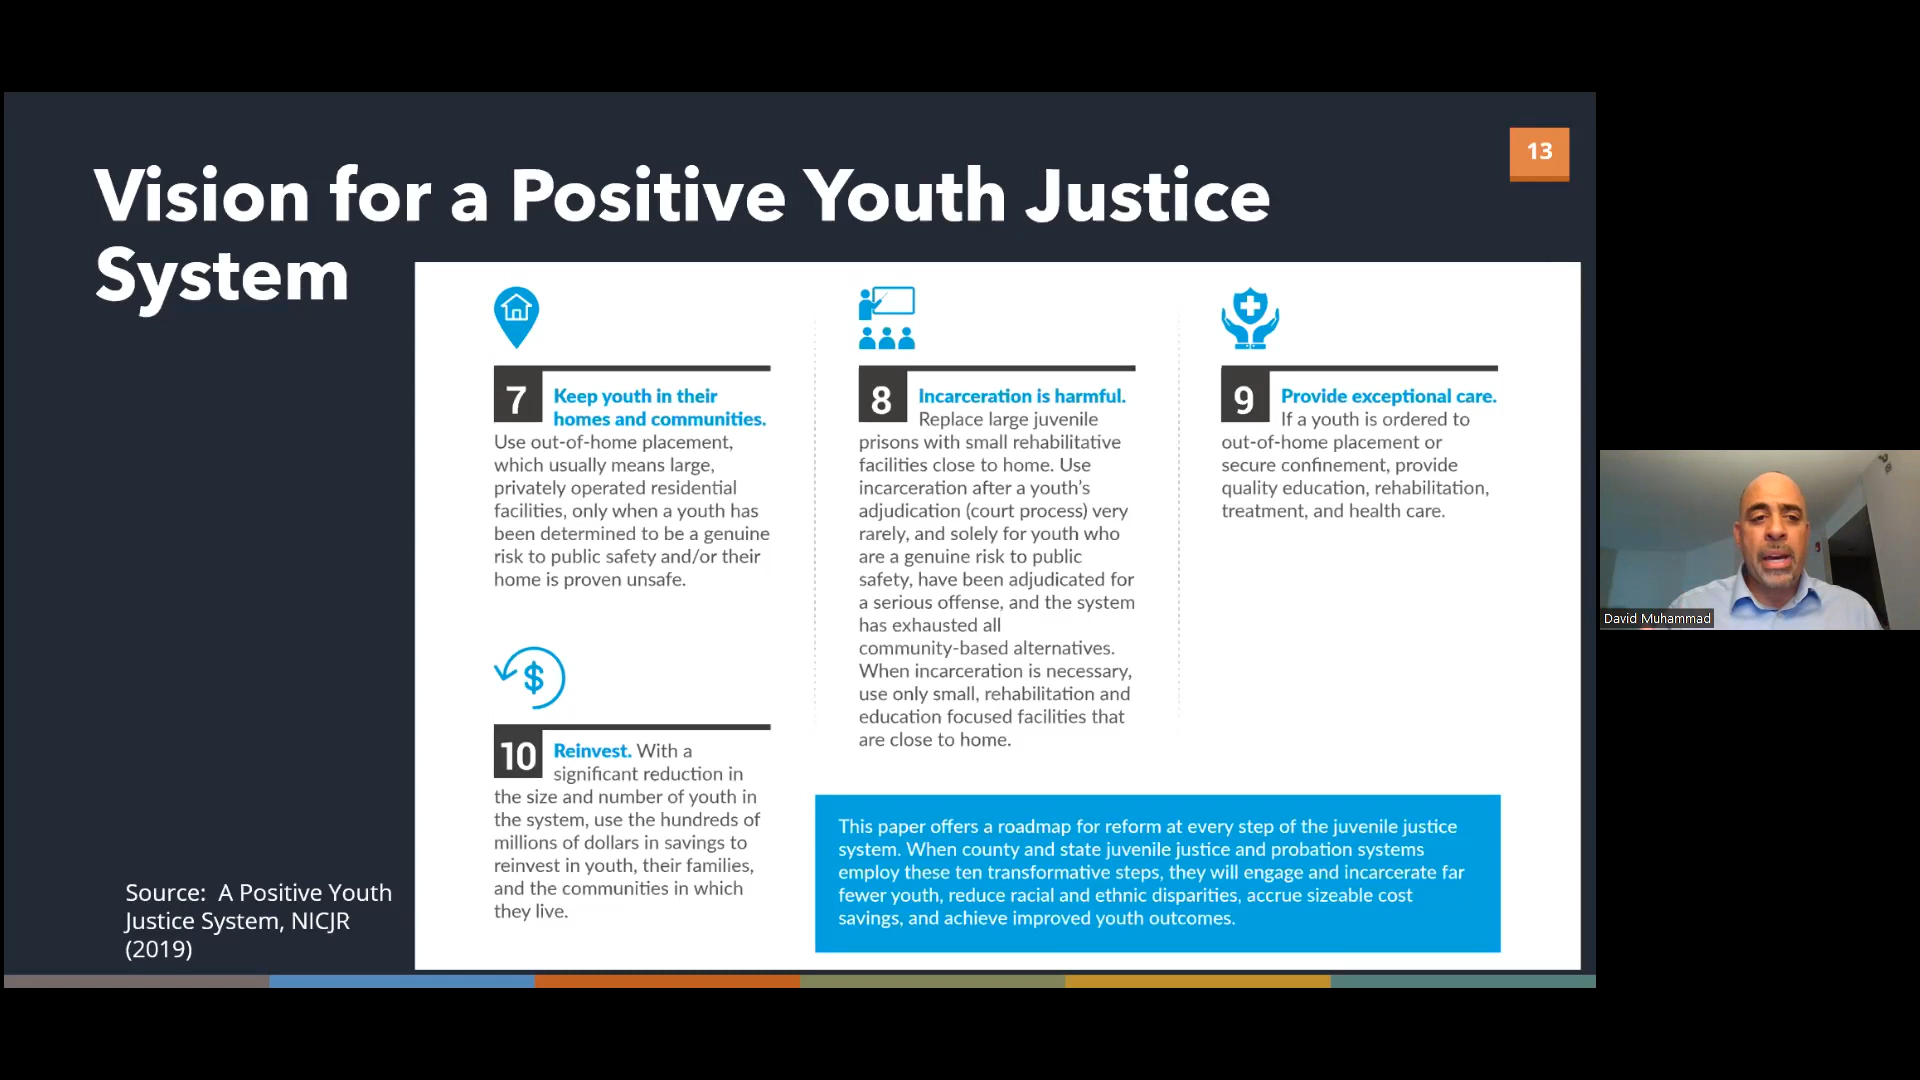 Vision for a Positive Youth Justice
System
13
7
Keep youth in their
homes and communities.
Use out-of-home placement,
which usually means large,
privately operated residential
facilities, only when a youth has
been determined to be a genuine
risk to public safety and/or their
home is proven unsafe.
8
Incarceration is harmful.
Replace large juvenile
prisons with small rehabilitative
facilities close to home. Use
incarceration after a youth’s
adjudication (court process) very
rarely, and solely for youth who
are a genuine risk to public
safety, have been adjudicated for
a serious offense, and the system
has exhausted all
community-based alternatives.
When incarceration is necessary,
use only small, rehabilitation and
education focused facilities that
are close to home.
9
Provide exceptional care.
If a youth is ordered to
out-of-home placement or
secure confinement, provide
quality education, rehabilitation,
treatment, and health care.
$
10
Reinvest. With a
significant reduction in
the size and number of youth in
the system, use the hundreds of
millions of dollars in savings to
reinvest in youth, their families,
and the communities in which
they live.
This paper offers a roadmap for reform at every step of the juvenile justice
system. When county and state juvenile justice and probation systems
employ these ten transformative steps, they will engage and incarcerate far
fewer youth, reduce racial and ethnic disparities, accrue sizeable cost
savings, and achieve improved youth outcomes.
Source: A Positive Youth
Justice System, NICJR
(2019)
David Muhammad